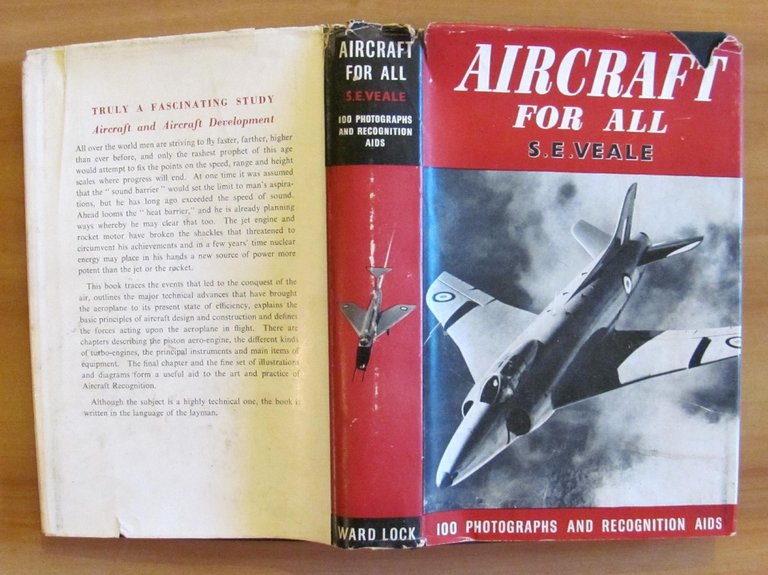 TRULY A FASCINATING STUDY
Aircraft and Aircraft Development
All over the world men are striving to fly faster, farther, higher
than ever before, and only the rashest prophet of this age
would attempt to fix the points on the speed, range and height
scales where progress will end. At one time it was assumed
that the "sound barrier" would set the limit to man's aspira-
tions, but he has long ago exceeded the speed of sound.
Ahead looms the "heat barrier," and he is already planning
ways whereby he may clear that too. The jet engine and
rocket motor have broken the shackles that threatened to
circumvent his achievements and in a few years' time nuclear
energy may place in his hands a new source of power more
potent than the jet or the rocket.
This book traces the events that led to the conquest of the
air, outlines the major technical advances that have brought
the aeroplane to its present state of efficiency, explains the
basic principles of aircraft design and construction and defines
the forces acting upon the aeroplane in flight. There are
chapters describing the piston aero-engine, the different kinds
of turbo-engines, the principal instruments and main items of
equipment. The final chapter and the fine set of illustrations
and diagrams form a useful aid to the art and practice of
Aircraft Recognition.
Although the subject is a highly technical one, the book is
written in the language of the layman.
AIRCRAFT
FOR ALL
S.E.VEALE
100 PHOTOGRAPHS
AND RECOGNITION
AIDS
WARD LOCK
AIRCRAFT
FOR ALL
S.E.VEALE
100 PHOTOGRAPHS AND RECOGNITION AIDS